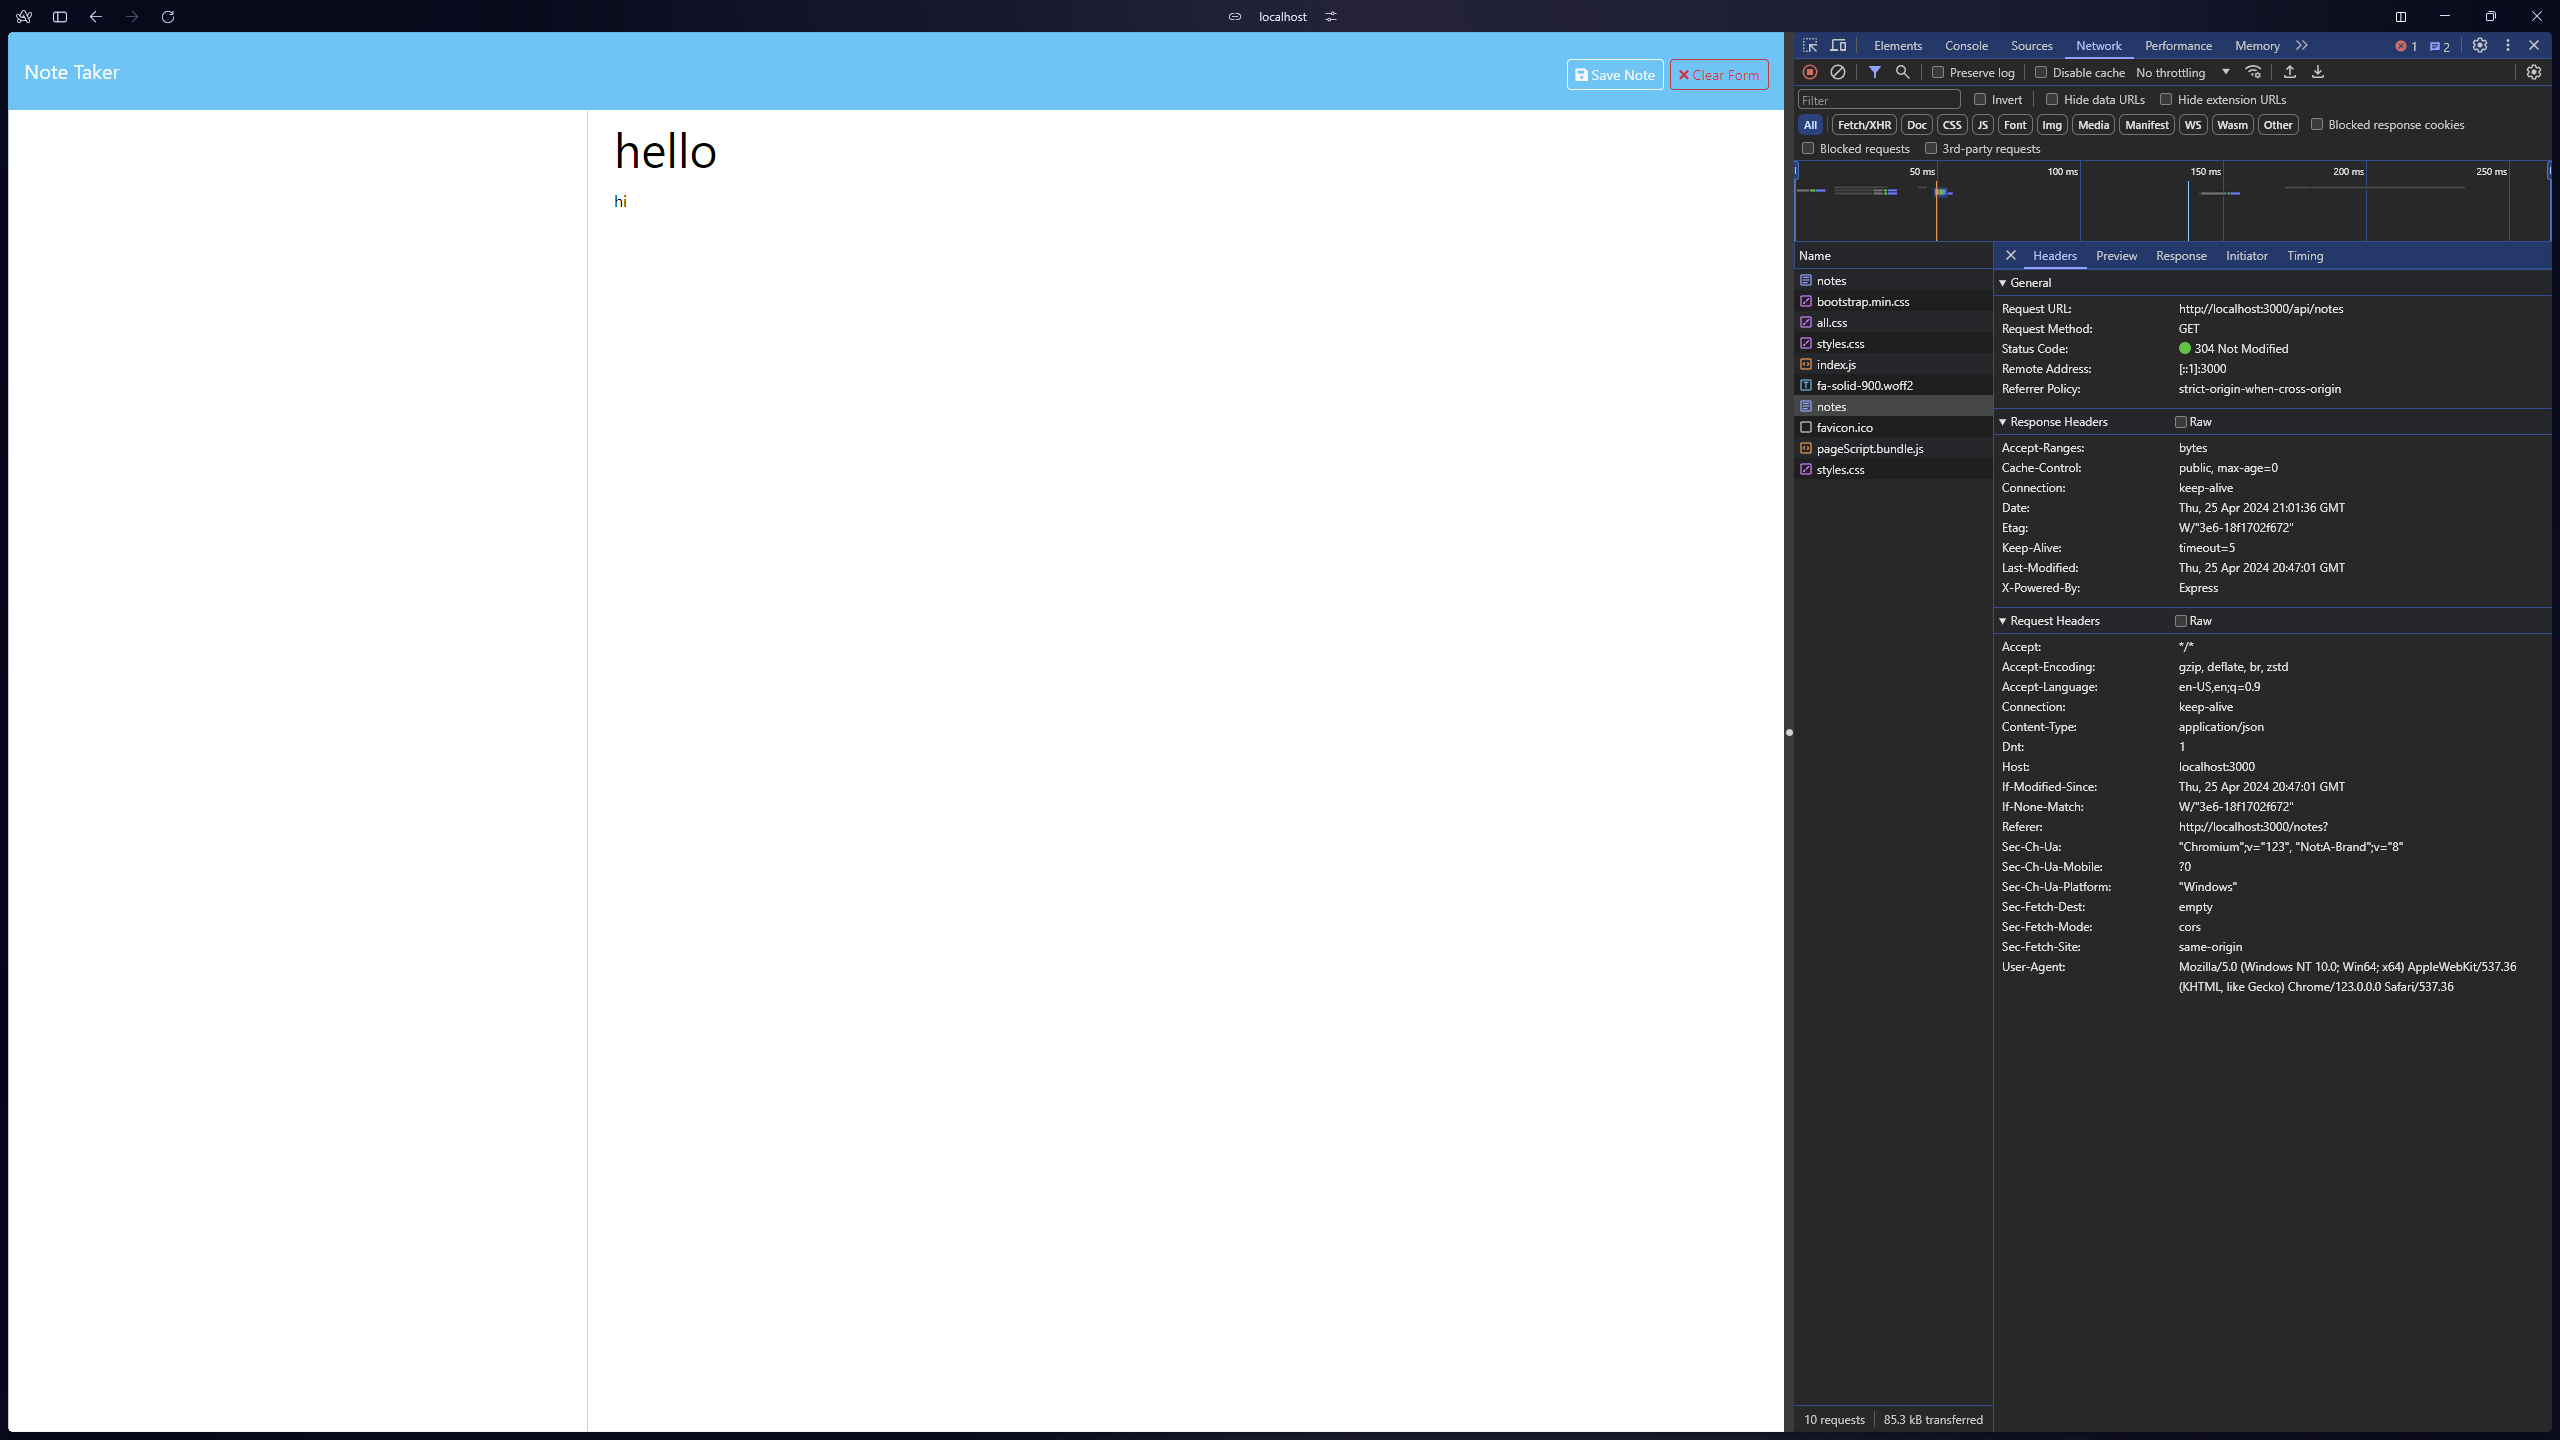 localhost
Note Taker
Save Note
Clear Form
hello
hi
Elements Console Sources Network Performance Memory 1 2
Preserve log Disable cache No throttling
Filter Invert Hide data URLs Hide extension URLs
All Fetch/XHR Doc CSS JS Font Img Media Manifest WS Wasm Other Blocked response cookies
Blocked requests 3rd-party requests
50 ms 100 ms 150 ms 200 ms 250 ms
Name
notes
bootstrap.min.css
all.css
styles.css
index.js
fa-solid-900.woff2
notes
favicon.ico
pageScript.bundle.js
styles.css
10 requests 85.3 kB transferred
Headers Preview Response Initiator Timing
General
Request URL: http://localhost:3000/api/notes
Request Method: GET
Status Code: 304 Not Modified
Remote Address: [::1]:3000
Referrer Policy: strict-origin-when-cross-origin
Response Headers Raw
Accept-Ranges: bytes
Cache-Control: public, max-age=0
Connection: keep-alive
Date: Thu, 25 Apr 2024 21:01:36 GMT
Etag: W/"3e6-18f1702f672"
Keep-Alive: timeout=5
Last-Modified: Thu, 25 Apr 2024 20:47:01 GMT
X-Powered-By: Express
Request Headers Raw
Accept: */*
Accept-Encoding: gzip, deflate, br, zstd
Accept-Language: en-US,en;q=0.9
Connection: keep-alive
Content-Type: application/json
Dnt: 1
Host: localhost:3000
If-Modified-Since: Thu, 25 Apr 2024 20:47:01 GMT
If-None-Match: W/"3e6-18f1702f672"
Referer: http://localhost:3000/notes?
Sec-Ch-Ua: "Chromium";v="123", "Not:A-Brand";v="8"
Sec-Ch-Ua-Mobile: ?0
Sec-Ch-Ua-Platform: "Windows"
Sec-Fetch-Dest: empty
Sec-Fetch-Mode: cors
Sec-Fetch-Site: same-origin
User-Agent: Mozilla/5.0 (Windows NT 10.0; Win64; x64) AppleWebKit/537.36
(KHTML, like Gecko) Chrome/123.0.0.0 Safari/537.36